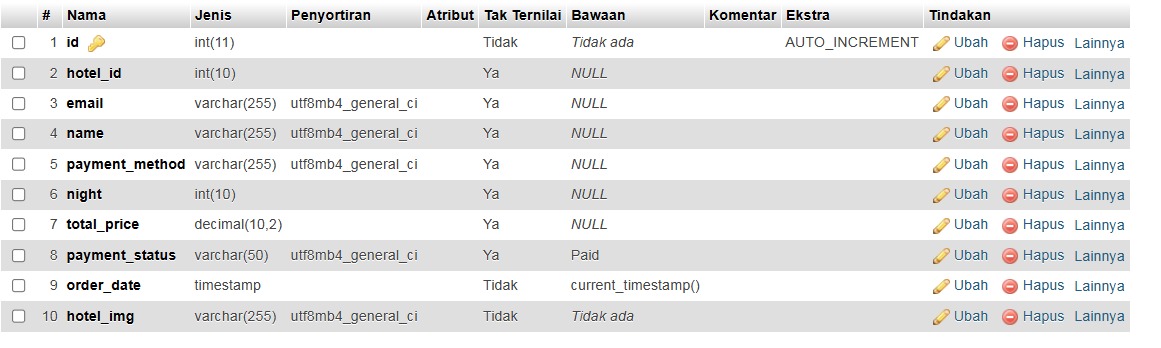 # Nama Jenis Penyortiran Atribut Tak Ternilai Bawaan Komentar Ekstra Tindakan
1 id int(11) Tidak Tidak ada AUTO_INCREMENT Ubah Hapus Lainnya
2 hotel_id int(10) Ya NULL Ubah Hapus Lainnya
3 email varchar(255) utf8mb4_general_ci Ya NULL Ubah Hapus Lainnya
4 name varchar(255) utf8mb4_general_ci Ya NULL Ubah Hapus Lainnya
5 payment_method varchar(255) utf8mb4_general_ci Ya NULL Ubah Hapus Lainnya
6 night int(10) Ya NULL Ubah Hapus Lainnya
7 total_price decimal(10,2) Ya NULL Ubah Hapus Lainnya
8 payment_status varchar(50) utf8mb4_general_ci Ya Paid Ubah Hapus Lainnya
9 order_date timestamp Tidak current_timestamp() Ubah Hapus Lainnya
10 hotel_img varchar(255) utf8mb4_general_ci Tidak Tidak ada Ubah Hapus Lainnya